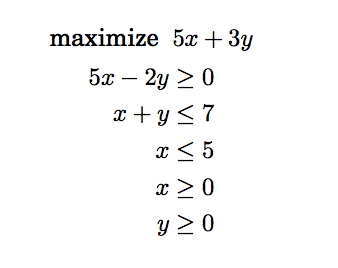 maximize 5x + 3y
5x − 2y ≥ 0
x + y ≤ 7
x ≤ 5
x ≥ 0
y ≥ 0